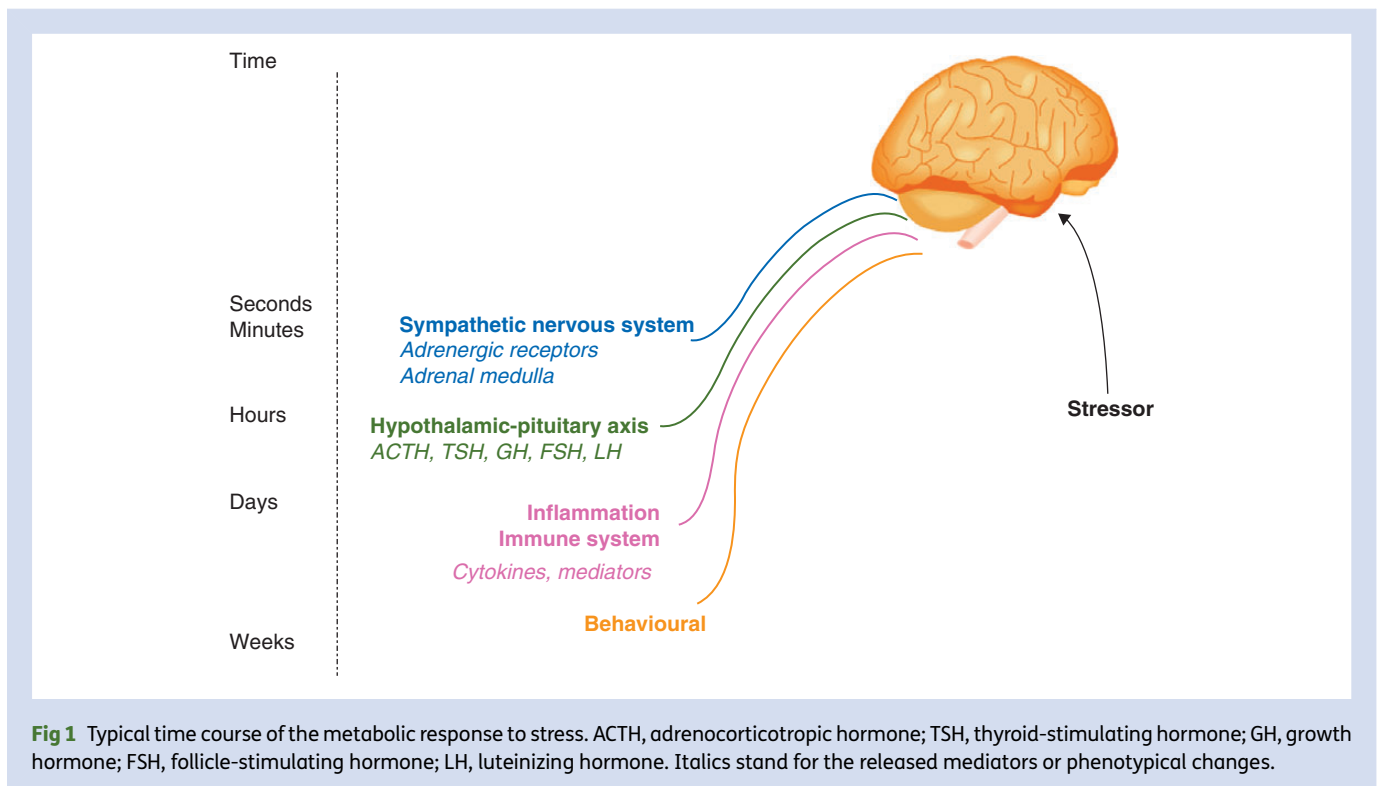 Time
Seconds
Minutes
Sympathetic nervous system
Adrenergic receptors
Adrenal medulla
Hours
Hypothalamic-pituitary axis
ACTH, TSH, GH, FSH, LH
Stressor
Days
Inflammation
Immune system
Cytokines, mediators
Behavioural
Weeks
Fig 1 Typical time course of the metabolic response to stress. ACTH, adrenocorticotropic hormone; TSH, thyroid-stimulating hormone; GH, growth
hormone; FSH, follicle-stimulating hormone; LH, luteinizing hormone. Italics stand for the released mediators or phenotypical changes.